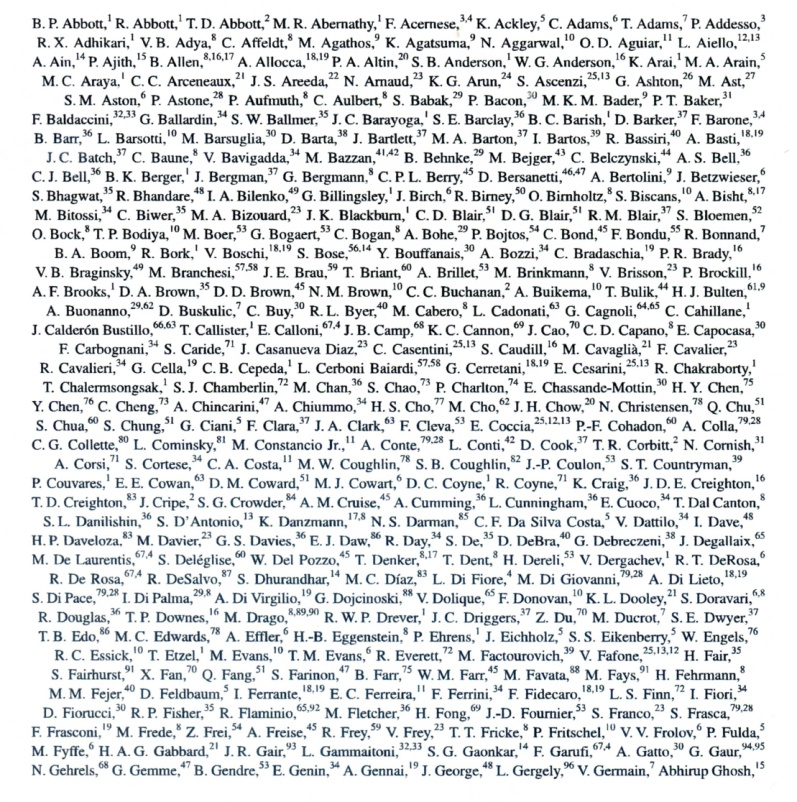 B. P. Abbott,¹ R. Abbott,¹ T. D. Abbott,² M. R. Abernathy,¹ F. Acernese,³,⁴ K. Ackley,⁵ C. Adams,⁶ T. Adams,⁷ P. Addesso,³
R. X. Adhikari,¹ V. B. Adya,⁸ C. Affeldt,⁸ M. Agathos,⁹ K. Agatsuma,⁹ N. Aggarwal,¹⁰ O. D. Aguiar,¹¹ L. Aiello,¹²,¹³
A. Ain,¹⁴ P. Ajith,¹⁵ B. Allen,⁸,¹⁶,¹⁷ A. Allocca,¹⁸,¹⁹ P. A. Altin,²⁰ S. B. Anderson,¹ W. G. Anderson,¹⁶ K. Arai,¹ M. A. Arain,⁵
M. C. Araya,¹ C. C. Arceneaux,²¹ J. S. Areeda,²² N. Arnaud,²³ K. G. Arun,²⁴ S. Ascenzi,²⁵,¹³ G. Ashton,²⁶ M. Ast,²⁷
S. M. Aston,⁶ P. Astone,²⁸ P. Aufmuth,⁸ C. Aulbert,⁸ S. Babak,²⁹ P. Bacon,³⁰ M. K. M. Bader,⁹ P. T. Baker,³¹
F. Baldaccini,³²,³³ G. Ballardin,³⁴ S. W. Ballmer,³⁵ J. C. Barayoga,¹ S. E. Barclay,³⁶ B. C. Barish,¹ D. Barker,³⁷ F. Barone,³,⁴
B. Barr,³⁶ L. Barsotti,¹⁰ M. Barsuglia,³⁰ D. Barta,³⁸ J. Bartlett,³⁷ M. A. Barton,³⁷ I. Bartos,³⁹ R. Bassiri,⁴⁰ A. Basti,¹⁸,¹⁹
J. C. Batch,³⁷ C. Baune,⁸ V. Bavigadda,³⁴ M. Bazzan,⁴¹,⁴² B. Behnke,²⁹ M. Bejger,⁴³ C. Belczynski,⁴⁴ A. S. Bell,³⁶
C. J. Bell,³⁶ B. K. Berger,¹ J. Bergman,³⁷ G. Bergmann,⁸ C. P. L. Berry,⁴⁵ D. Bersanetti,⁴⁶,⁴⁷ A. Bertolini,⁹ J. Betzwieser,⁶
S. Bhagwat,³⁵ R. Bhandare,⁴⁸ I. A. Bilenko,⁴⁹ G. Billingsley,¹ J. Birch,⁶ R. Birney,⁵⁰ O. Birnholtz,⁸ S. Biscans,¹⁰ A. Bisht,⁸,¹⁷
M. Bitossi,³⁴ C. Biwer,³⁵ M. A. Bizouard,²³ J. K. Blackburn,¹ C. D. Blair,⁵¹ D. G. Blair,⁵¹ R. M. Blair,³⁷ S. Bloemen,⁵²
O. Bock,⁸ T. P. Bodiya,¹⁰ M. Boer,⁵³ G. Bogaert,⁵³ C. Bogan,⁸ A. Bohe,²⁹ P. Bojtos,⁵⁴ C. Bond,⁴⁵ F. Bondu,⁵⁵ R. Bonnand,⁷
B. A. Boom,⁹ R. Bork,¹ V. Boschi,¹⁸,¹⁹ S. Bose,⁵⁶,¹⁴ Y. Bouffanais,³⁰ A. Bozzi,³⁴ C. Bradaschia,¹⁹ P. R. Brady,¹⁶
V. B. Braginsky,⁴⁹ M. Branchesi,⁵⁷,⁵⁸ J. E. Brau,⁵⁹ T. Briant,⁶⁰ A. Brillet,⁵³ M. Brinkmann,⁸ V. Brisson,²³ P. Brockill,¹⁶
A. F. Brooks,¹ D. A. Brown,³⁵ D. D. Brown,⁴⁵ N. M. Brown,¹⁰ C. C. Buchanan,² A. Buikema,¹⁰ T. Bulik,⁴⁴ H. J. Bulten,⁶¹,⁹
A. Buonanno,²⁹,⁶² D. Buskulic,⁷ C. Buy,³⁰ R. L. Byer,⁴⁰ M. Cabero,⁸ L. Cadonati,⁶³ G. Cagnoli,⁶⁴,⁶⁵ C. Cahillane,¹
J. Calderón Bustillo,⁶⁶,⁶³ T. Callister,¹ E. Calloni,⁶⁷,⁴ J. B. Camp,⁶⁸ K. C. Cannon,⁶⁹ J. Cao,⁷⁰ C. D. Capano,⁸ E. Capocasa,³⁰
F. Carbognani,³⁴ S. Caride,⁷¹ J. Casanueva Diaz,²³ C. Casentini,²⁵,¹³ S. Caudill,¹⁶ M. Cavaglià,²¹ F. Cavalier,²³
R. Cavalieri,³⁴ G. Cella,¹⁹ C. B. Cepeda,¹ L. Cerboni Baiardi,⁵⁷,⁵⁸ G. Cerretani,¹⁸,¹⁹ E. Cesarini,²⁵,¹³ R. Chakraborty,¹
T. Chalermsongsak,¹ S. J. Chamberlin,⁷² M. Chan,³⁶ S. Chao,⁷³ P. Charlton,⁷⁴ E. Chassande-Mottin,³⁰ H. Y. Chen,⁷⁵
Y. Chen,⁷⁶ C. Cheng,⁷³ A. Chincarini,⁴⁷ A. Chiummo,³⁴ H. S. Cho,⁷⁷ M. Cho,⁶² J. H. Chow,²⁰ N. Christensen,⁷⁸ Q. Chu,⁵¹
S. Chua,⁶⁰ S. Chung,⁵¹ G. Ciani,⁵ F. Clara,³⁷ J. A. Clark,⁶³ F. Cleva,⁵³ E. Coccia,²⁵,¹²,¹³ P.-F. Cohadon,⁶⁰ A. Colla,⁷⁹,²⁸
C. G. Collette,⁸⁰ L. Cominsky,⁸¹ M. Constancio Jr.,¹¹ A. Conte,⁷⁹,²⁸ L. Conti,⁴² D. Cook,³⁷ T. R. Corbitt,² N. Cornish,³¹
A. Corsi,⁷¹ S. Cortese,³⁴ C. A. Costa,¹¹ M. W. Coughlin,⁷⁸ S. B. Coughlin,⁸² J.-P. Coulon,⁵³ S. T. Countryman,³⁹
P. Couvares,¹ E. E. Cowan,⁶³ D. M. Coward,⁵¹ M. J. Cowart,⁶ D. C. Coyne,¹ R. Coyne,⁷¹ K. Craig,³⁶ J. D. E. Creighton,¹⁶
T. D. Creighton,⁸³ J. Cripe,² S. G. Crowder,⁸⁴ A. M. Cruise,⁴⁵ A. Cumming,³⁶ L. Cunningham,³⁶ E. Cuoco,³⁴ T. Dal Canton,⁸
S. L. Danilishin,³⁶ S. D’Antonio,¹³ K. Danzmann,¹⁷,⁸ N. S. Darman,⁸⁵ C. F. Da Silva Costa,⁵ V. Dattilo,³⁴ I. Dave,⁴⁸
H. P. Daveloza,⁸³ M. Davier,²³ G. S. Davies,³⁶ E. J. Daw,⁸⁶ R. Day,³⁴ S. De,³⁵ D. DeBra,⁴⁰ G. Debreczeni,³⁸ J. Degallaix,⁶⁵
M. De Laurentis,⁶⁷,⁴ S. Deléglise,⁶⁰ W. Del Pozzo,⁴⁵ T. Denker,⁸,¹⁷ T. Dent,⁸ H. Dereli,⁵³ V. Dergachev,¹ R. T. DeRosa,⁶
R. De Rosa,⁶⁷,⁴ R. DeSalvo,⁸⁷ S. Dhurandhar,¹⁴ M. C. Díaz,⁸³ L. Di Fiore,⁴ M. Di Giovanni,⁷⁹,²⁸ A. Di Lieto,¹⁸,¹⁹
S. Di Pace,⁷⁹,²⁸ I. Di Palma,²⁹,⁸ A. Di Virgilio,¹⁹ G. Dojcinoski,⁸⁸ V. Dolique,⁶⁵ F. Donovan,¹⁰ K. L. Dooley,²¹ S. Doravari,⁶,⁸
R. Douglas,³⁶ T. P. Downes,¹⁶ M. Drago,⁸,⁸⁹,⁹⁰ R. W. P. Drever,¹ J. C. Driggers,³⁷ Z. Du,⁷⁰ M. Ducrot,⁷ S. E. Dwyer,³⁷
T. B. Edo,⁸⁶ M. C. Edwards,⁷⁸ A. Effler,⁶ H.-B. Eggenstein,⁸ P. Ehrens,¹ J. Eichholz,⁵ S. S. Eikenberry,⁵ W. Engels,⁷⁶
R. C. Essick,¹⁰ T. Etzel,¹ M. Evans,¹⁰ T. M. Evans,⁶ R. Everett,⁷² M. Factourovich,³⁹ V. Fafone,²⁵,¹³,¹² H. Fair,³⁵
S. Fairhurst,⁹¹ X. Fan,⁷⁰ Q. Fang,⁵¹ S. Farinon,⁴⁷ B. Farr,⁷⁵ W. M. Farr,⁴⁵ M. Favata,⁸⁸ M. Fays,⁹¹ H. Fehrmann,⁸
M. M. Fejer,⁴⁰ D. Feldbaum,⁵ I. Ferrante,¹⁸,¹⁹ E. C. Ferreira,¹¹ F. Ferrini,³⁴ F. Fidecaro,¹⁸,¹⁹ L. S. Finn,⁷² I. Fiori,³⁴
D. Fiorucci,³⁰ R. P. Fisher,³⁵ R. Flaminio,⁶⁵,⁹² M. Fletcher,³⁶ H. Fong,⁶⁹ J.-D. Fournier,⁵³ S. Franco,²³ S. Frasca,⁷⁹,²⁸
F. Frasconi,¹⁹ M. Frede,⁸ Z. Frei,⁵⁴ A. Freise,⁴⁵ R. Frey,⁵⁹ V. Frey,²³ T. T. Fricke,⁸ P. Fritschel,¹⁰ V. V. Frolov,⁶ P. Fulda,⁵
M. Fyffe,⁶ H. A. G. Gabbard,²¹ J. R. Gair,⁹³ L. Gammaitoni,³²,³³ S. G. Gaonkar,¹⁴ F. Garufi,⁶⁷,⁴ A. Gatto,³⁰ G. Gaur,⁹⁴,⁹⁵
N. Gehrels,⁶⁸ G. Gemme,⁴⁷ B. Gendre,⁵³ E. Genin,³⁴ A. Gennai,¹⁹ J. George,⁴⁸ L. Gergely,⁹⁶ V. Germain,⁷ Abhirup Ghosh,¹⁵